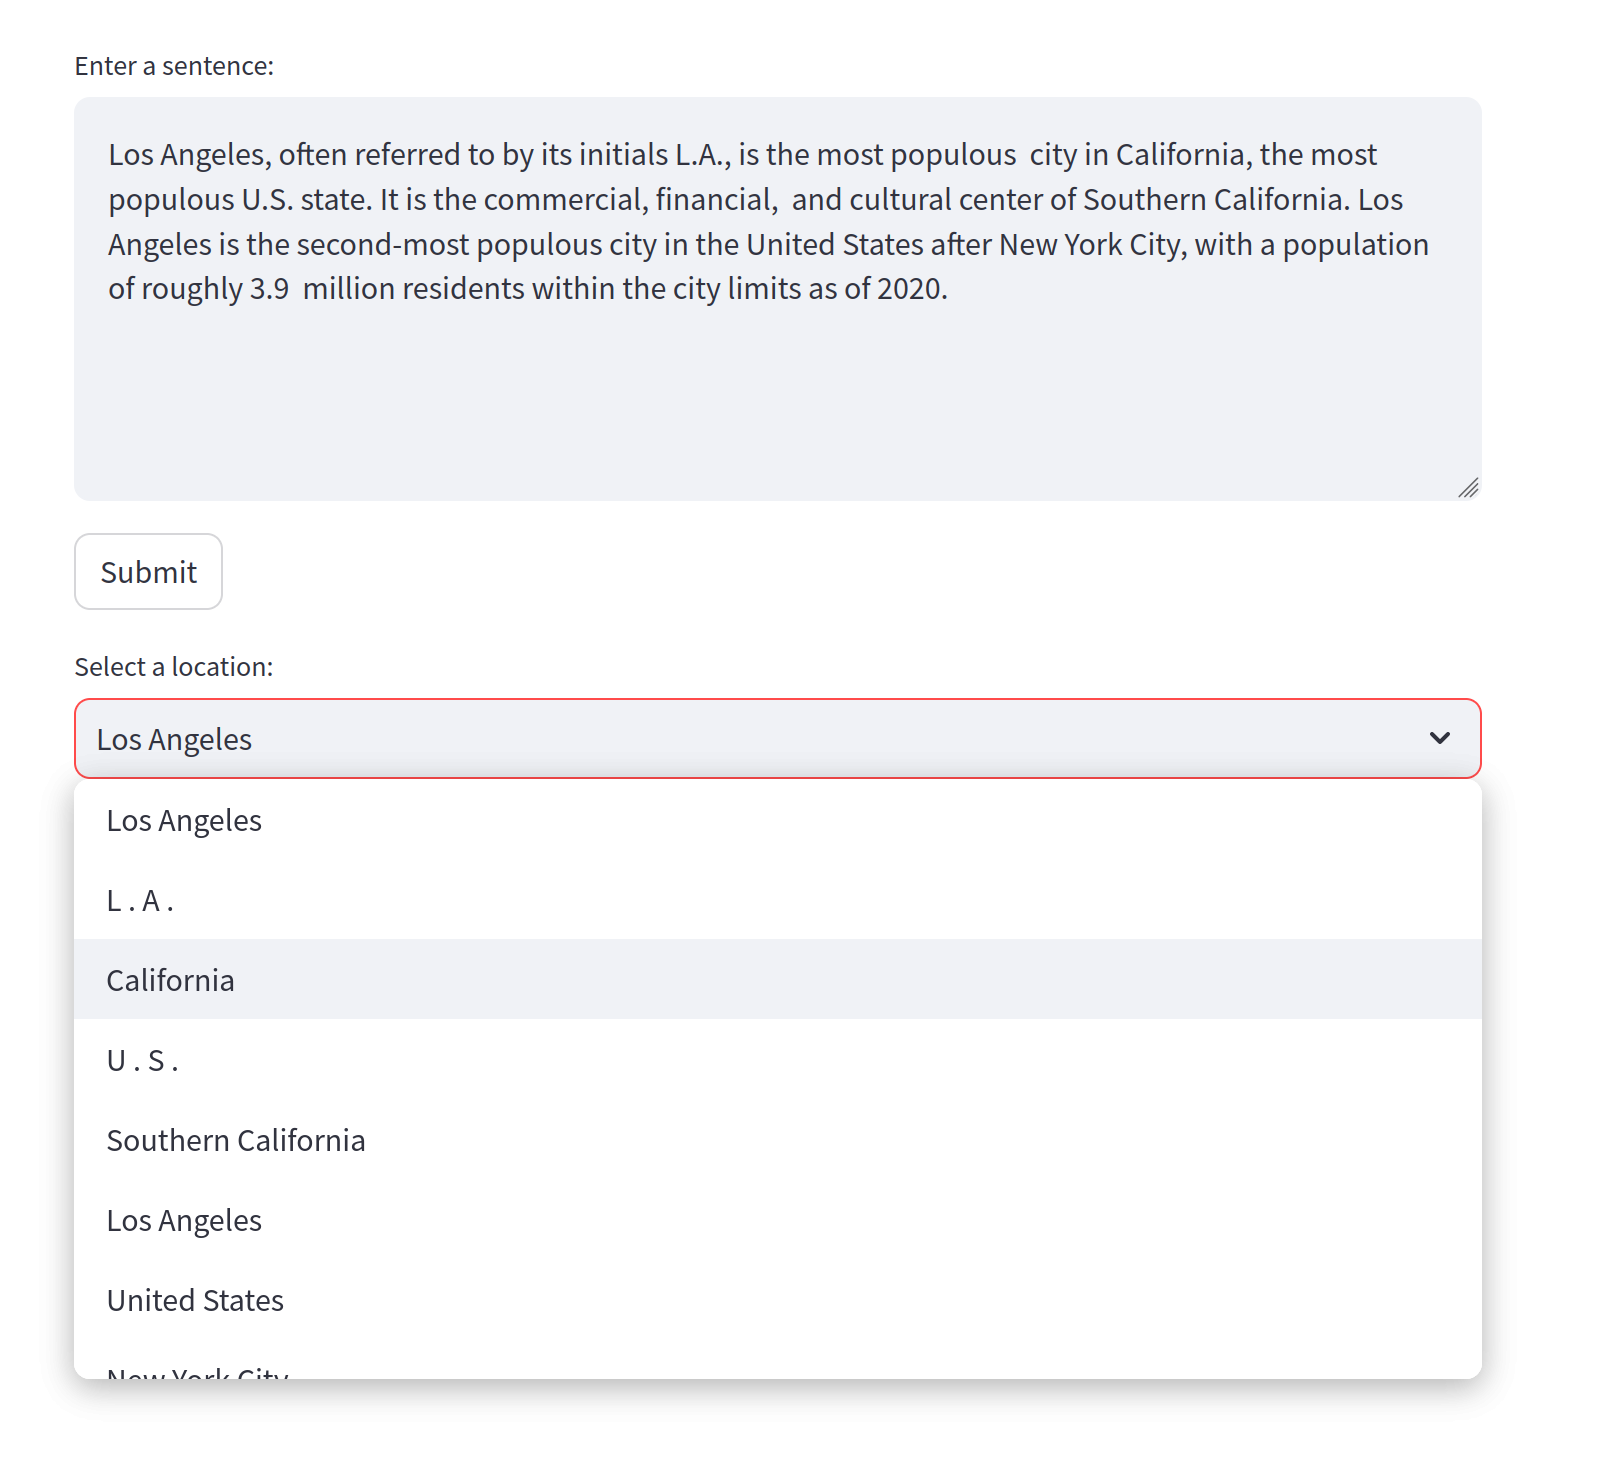 Enter a sentence:
Los Angeles, often referred to by its initials L.A., is the most populous  city in California, the most
populous U.S. state. It is the commercial, financial,  and cultural center of Southern California. Los
Angeles is the second-most populous city in the United States after New York City, with a population
of roughly 3.9  million residents within the city limits as of 2020.
Submit
Select a location:
Los Angeles
Los Angeles
L . A .
California
U . S .
Southern California
Los Angeles
United States
New York City